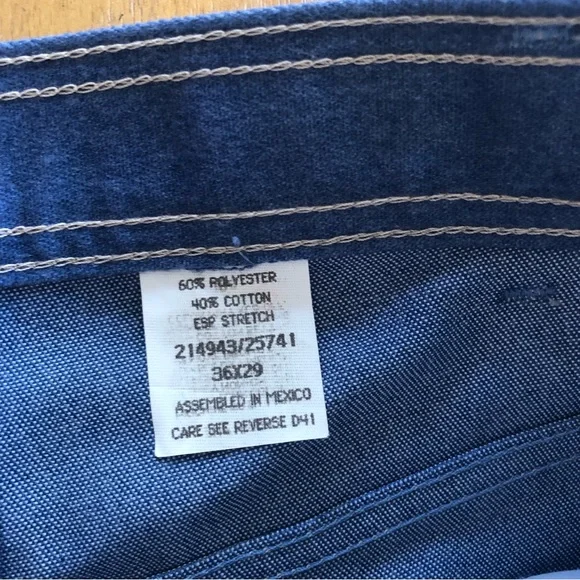 60% POLYESTER
40% COTTON
ESP STRETCH
214943/25741
36X29
ASSEMBLED IN MEXICO
CARE SEE REVERSE D41